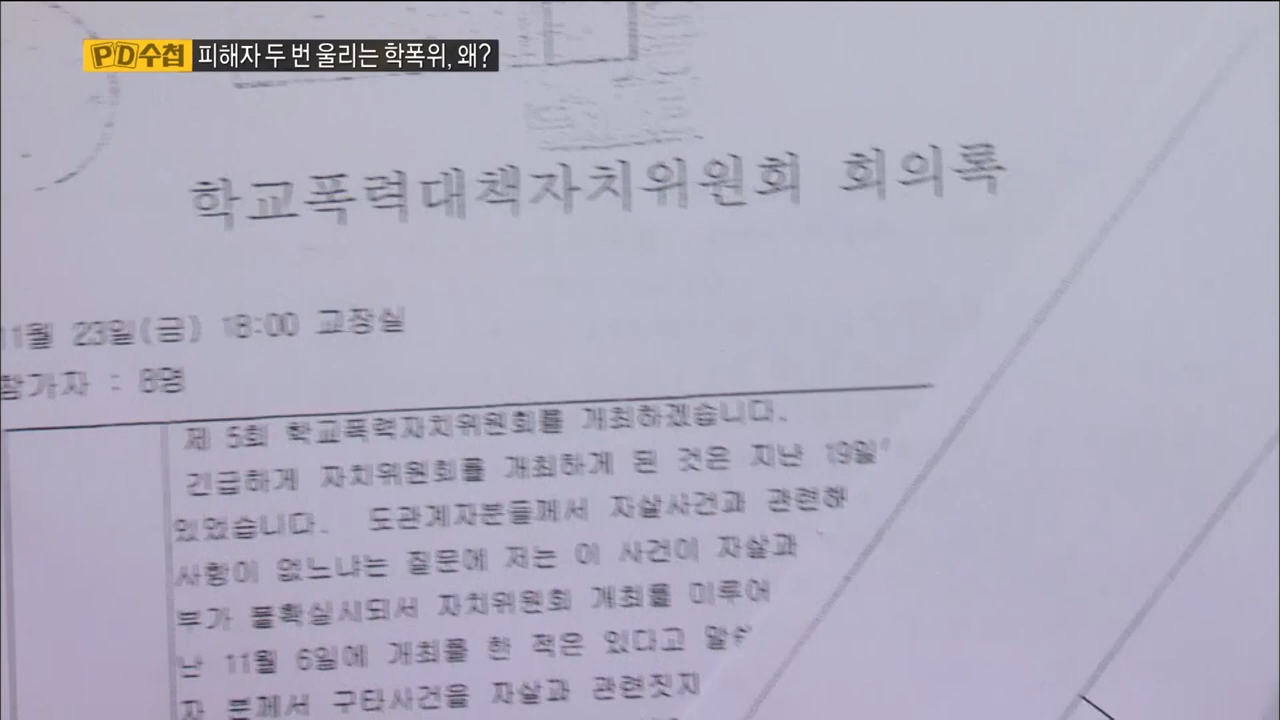 PD수첩 피해자 두 번 울리는 학폭위, 왜?
학교폭력대책자치위원회 회의록
11월 23일(금) 18:00 교장실
참가자 : 8명
제 5회 학교폭력자치위원회를 개최하겠습니다.
긴급하게 자치위원회를 개최하게 된 것은 지난 19일
있었습니다. 도관계자분들께서 자살사건과 관련하
사항이 없느냐는 질문에 저는 이 사건이 자살과
부가 불확실시되서 자치위원회 개최를 미루어
난 11월 6일에 개최를 한 적은 있다고 말
자 분께서 구타사건을 자살과 관련짓지